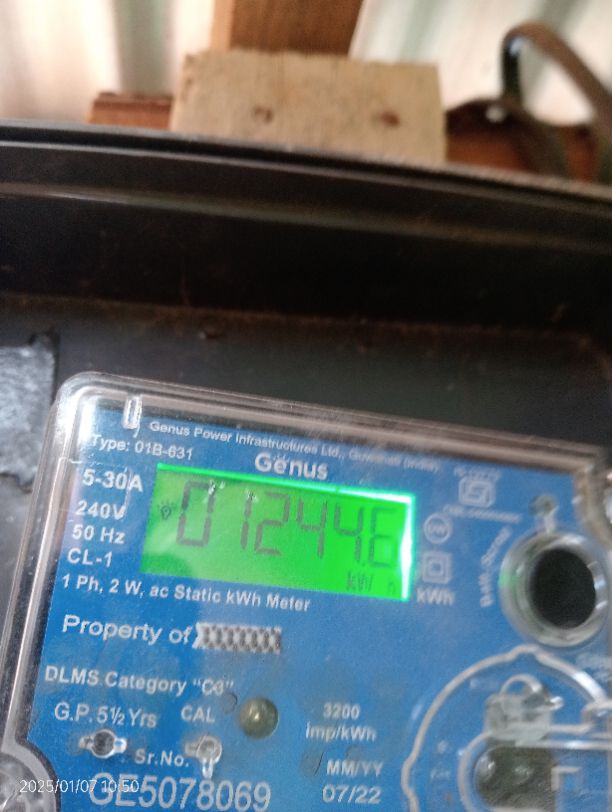 Genus Power Infrastructures Ltd., Guwahati (India)
Type: 01B-631
Genus
5-30A
240V
50 Hz
CL-1
01244.6
kW h
kWh
1 Ph, 2 W, ac Static kWh Meter
Property of
DLMS Category "C3"
G.P. 5½ Yrs
CAL
3200
imp/kWh
Sr.No.
MM/YY
GE5078069
07/22
2025/01/07 10:50